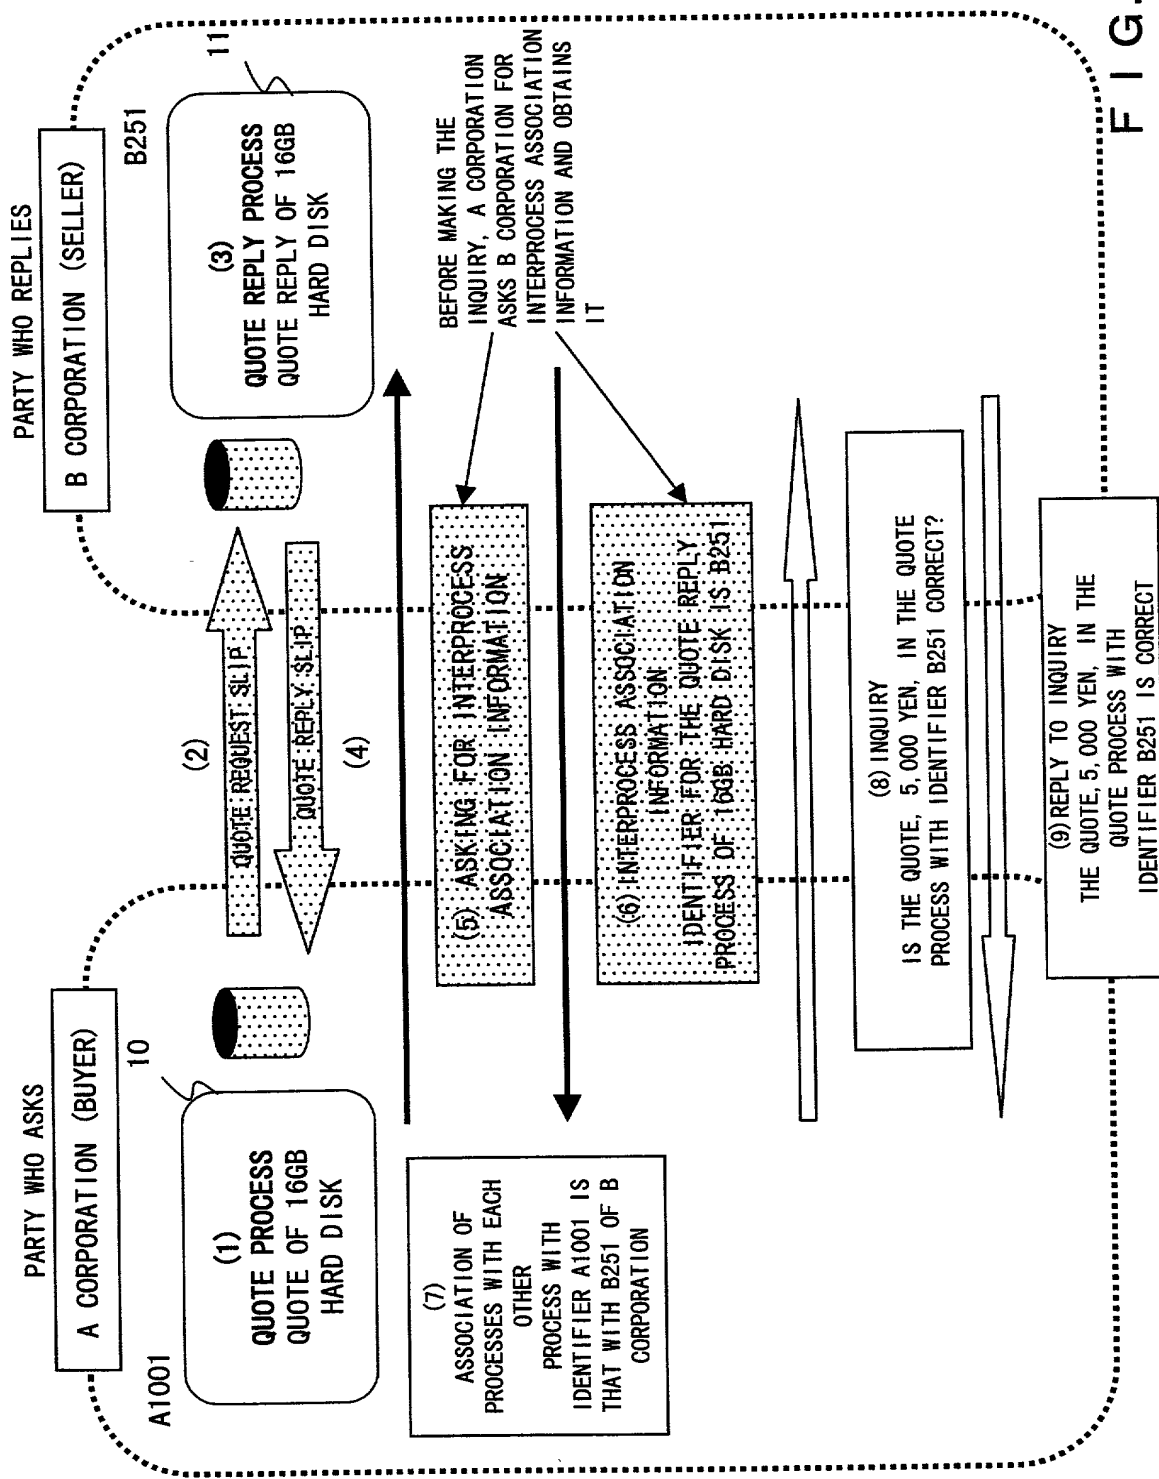 PARTY WHO ASKS
A CORPORATION (BUYER)
A1001
10
(1)
QUOTE PROCESS
QUOTE OF 16GB
HARD DISK
PARTY WHO REPLIES
B CORPORATION (SELLER)
B251
11
(3)
QUOTE REPLY PROCESS
QUOTE REPLY OF 16GB
HARD DISK
(2)
QUOTE REQUEST SLIP
QUOTE REPLY SLIP
(4)
BEFORE MAKING THE
INQUIRY, A CORPORATION
ASKS B CORPORATION FOR
INTERPROCESS ASSOCIATION
INFORMATION AND OBTAINS
IT
(5) ASKING FOR INTERPROCESS
ASSOCIATION INFORMATION
(6) INTERPROCESS ASSOCIATION
INFORMATION
IDENTIFIER FOR THE QUOTE REPLY
PROCESS OF 16GB HARD DISK IS B251
(7)
ASSOCIATION OF
PROCESSES WITH EACH
OTHER
PROCESS WITH
IDENTIFIER A1001 IS
THAT WITH B251 OF B
CORPORATION
(8) INQUIRY
IS THE QUOTE, 5,000 YEN, IN THE QUOTE
PROCESS WITH IDENTIFIER B251 CORRECT?
(9) REPLY TO INQUIRY
THE QUOTE, 5,000 YEN, IN THE
QUOTE PROCESS WITH
IDENTIFIER B251 IS CORRECT
FIG.